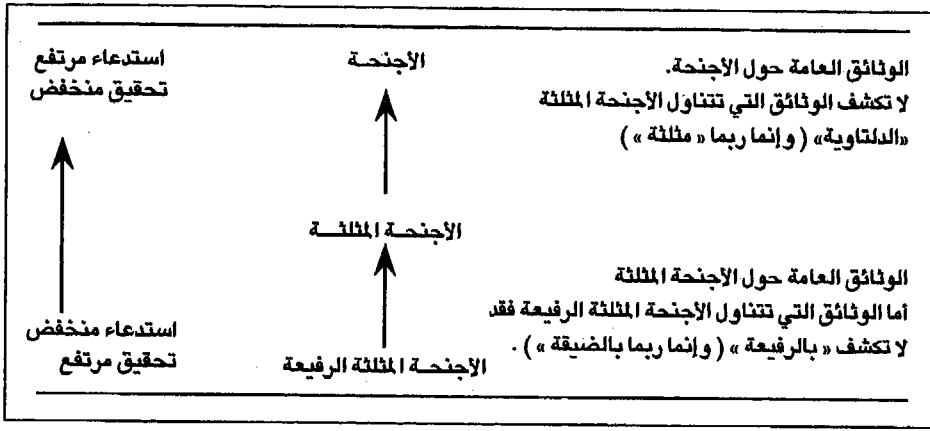 الوثائق العامة حول الأجنحة.
لا تكشف الوثائق التي تتناول الأجنحة المثلثة
«الدلتاوية» (وإنما ربما «مثلثة»)
الوثائق العامة حول الأجنحة المثلثة
أما الوثائق التي تتناول الأجنحة المثلثة الرفيعة فقد
لا تكشف «بالرفيعة» (وإنما ربما بالضيقة»).
الأجنحة
الأجنحة المثلثة
الأجنحة المثلثة الرفيعة
استدعاء مرتفع
تحقيق منخفض
استدعاء منخفض
تحقيق مرتفع